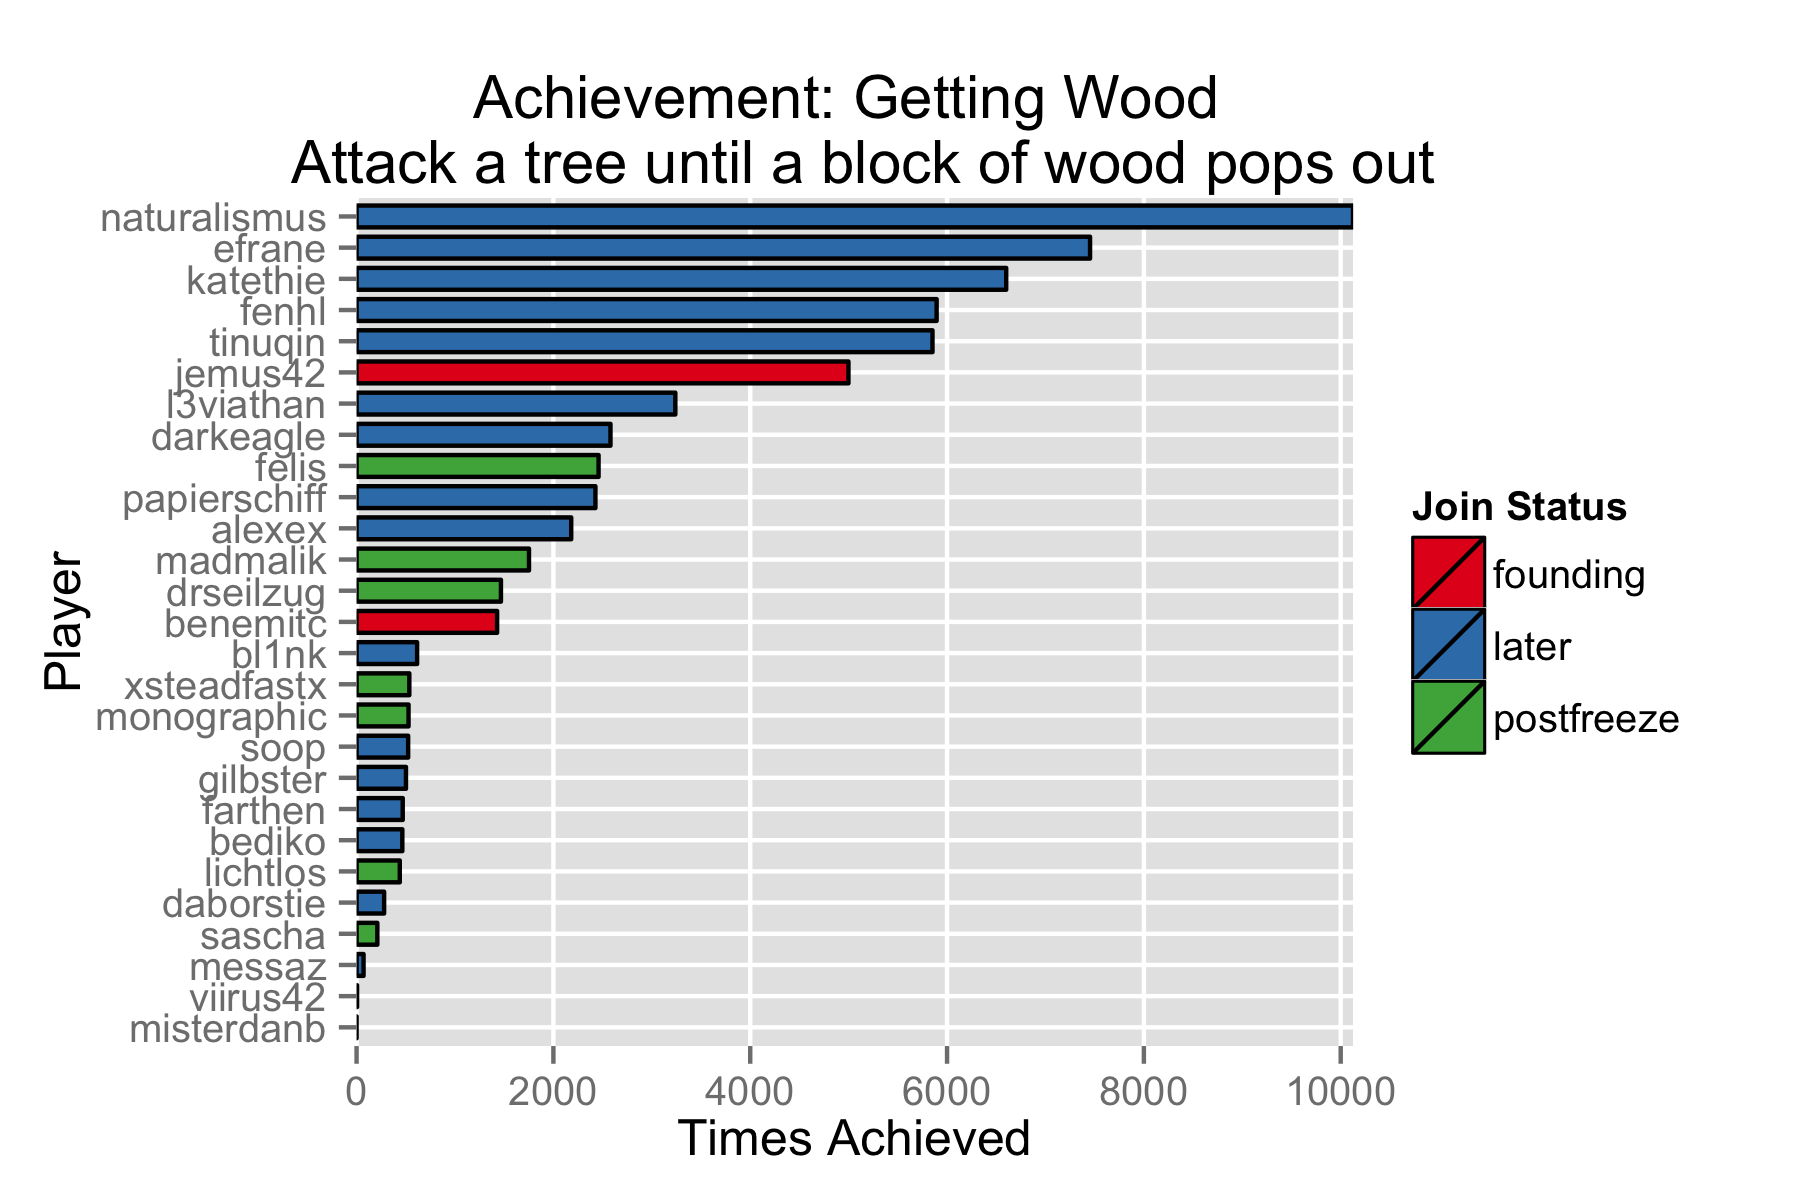 Achievement: Getting Wood
Attack a tree until a block of wood pops out
Player
naturalismus
efrane
katethie
fenhl
tinuqin
jemus42
l3viathan
darkeagle
felis
papierschiff
alexex
madmalik
drseilzug
benemitc
bl1nk
xsteadfastx
monographic
soop
gilbster
farthen
bediko
lichtlos
daborstie
sascha
messaz
viirus42
misterdanb
0 2000 4000 6000 8000 10000
Times Achieved
Join Status
founding
later
postfreeze